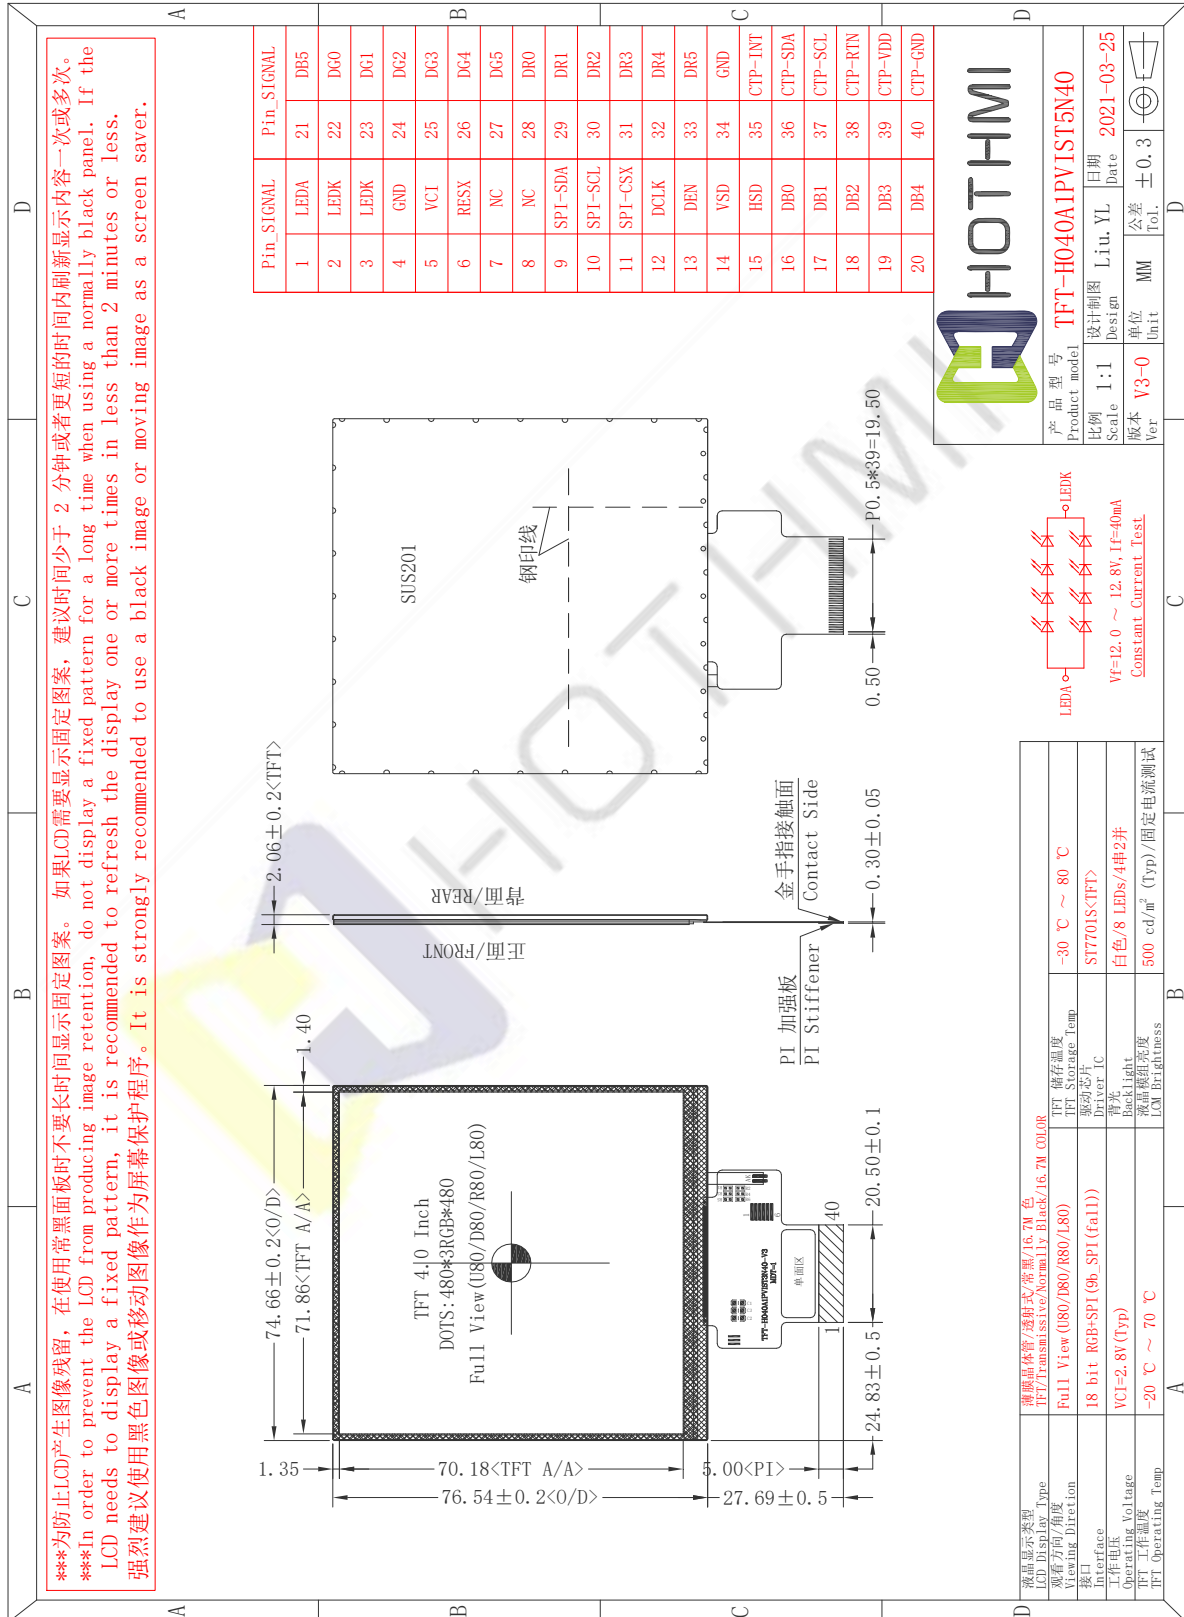 ***为防止LCD产生图像残留，在使用常黑面板时不要长时间显示固定图案。 如果LCD需要显示固定图案，建议时间少于 2 分钟或者更短的时间内刷新显示内容一次或多次。
***In order to prevent the LCD from producing image retention, do not display a fixed pattern for a long time when using a normally black panel. If the
LCD needs to display a fixed pattern, it is recommended to refresh the display one or more times in less than 2 minutes or less.
强烈建议使用黑色图像或移动图像作为屏幕保护程序。It is strongly recommended to use a black image or moving image as a screen saver.
A
B
C
D
A
B
C
D
A
B
C
D
A
B
C
D
74.66±0.2<O/D>
71.86<TFT A/A>
1.40
1.35
70.18<TFT A/A>
76.54±0.2<O/D>
5.00<PI>
27.69±0.5
TFT 4.0 Inch
DOTS:480*3RGB*480
Full View(U80/D80/R80/L80)
TFT-H040A1PVIST5N40-V3
MDT-4
单面区
1
6
1
40
24.83±0.5
20.50±0.1
2.06±0.2<TFT>
正面/FRONT
背面/REAR
PI 加强板
PI Stiffener
金手指接触面
Contact Side
0.30±0.05
SUS201
钢印线
0.50
P0.5*39=19.50
Pin_SIGNAL Pin_SIGNAL
1 LEDA 21 DB5
2 LEDK 22 DG0
3 LEDK 23 DG1
4 GND 24 DG2
5 VCI 25 DG3
6 RESX 26 DG4
7 NC 27 DG5
8 NC 28 DR0
9 SPI-SDA 29 DR1
10 SPI-SCL 30 DR2
11 SPI-CSX 31 DR3
12 DCLK 32 DR4
13 DEN 33 DR5
14 VSD 34 GND
15 HSD 35 CTP-INT
16 DB0 36 CTP-SDA
17 DB1 37 CTP-SCL
18 DB2 38 CTP-RTN
19 DB3 39 CTP-VDD
20 DB4 40 CTP-GND
HOTHMI
液晶显示类型
LCD Display Type
薄膜晶体管/透射式/常黑/16.7M 色
TFT/Transmissive/Normally Black/16.7M COLOR
观看方向/角度
Viewing Diretion
Full View(U80/D80/R80/L80)
TFT 储存温度
TFT Storage Temp
-30 ℃ ~ 80 ℃
接口
Interface
18 bit RGB+SPI(9b_SPI(fall))
驱动芯片
Driver IC
ST7701S<TFT>
工作电压
Operating Voltage
VCI=2.8V(Typ)
背光
Backlight
白色/8 LEDs/4串2并
TFT 工作温度
TFT Operating Temp
-20 ℃ ~ 70 ℃
液晶模组亮度
LCM Brightness
500 cd/m² (Typ)/固定电流测试
LEDA
LEDK
Vf=12.0 ~ 12.8V,If=40mA
Constant Current Test
HOTHMI
产 品 型 号
Product model
TFT-H040A1PVIST5N40
比例
Scale
1:1
设计制图
Design
Liu.YL
日期
Date
2021-03-25
版本
Ver
V3-0
单位
Unit
MM
公差
Tol.
±0.3